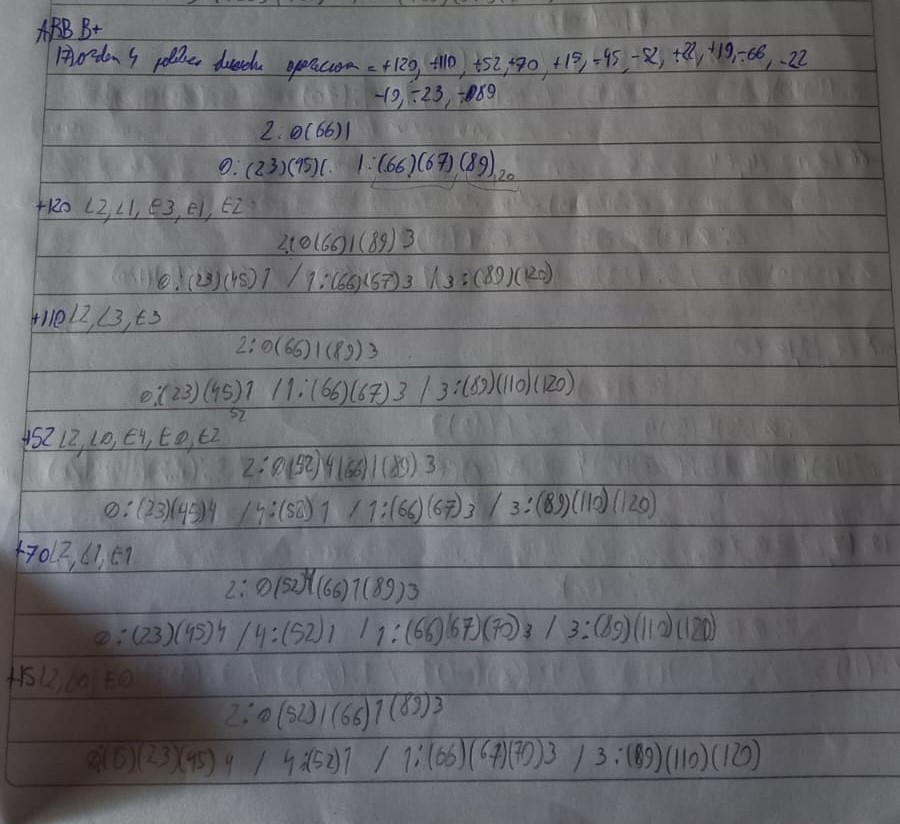 ARB B+
17) orden 4 política derecha operaciones = +120, +110, +52, +70, +15, -45, -52, +22, +19, -66, -22
-19, -23, -89
2: 0(66)1
0: (23)(45)( 1:(66)(67)(89) 120
+120 L2, L1, E3, E1, E2
2:0(66)1(89)3
0:(23)(45)1 / 1:(66)(67)3 / 3:(89)(120)
+110 L2, L3, E3
2:0(66)1(89)3
0:(23)(45)1 / 1:(66)(67)3 / 3:(89)(110)(120)
52
+52 L2, L0, E4, E0, E2
2:0(52)4(66)1(89)3
0:(23)(45)4 / 4:(52)1 / 1:(66)(67)3 / 3:(89)(110)(120)
+70 L2, L1, E1
2: 0(52)4(66)1(89)3
0:(23)(45)4 / 4:(52)1 / 1:(66)(67)(70)3 / 3:(89)(110)(120)
+15 L2, L0, E0
2:0(52)1(66)1(89)3
(23)(45)4 / 4:(52)1 / 1:(66)(67)(70)3 / 3:(89)(110)(120)